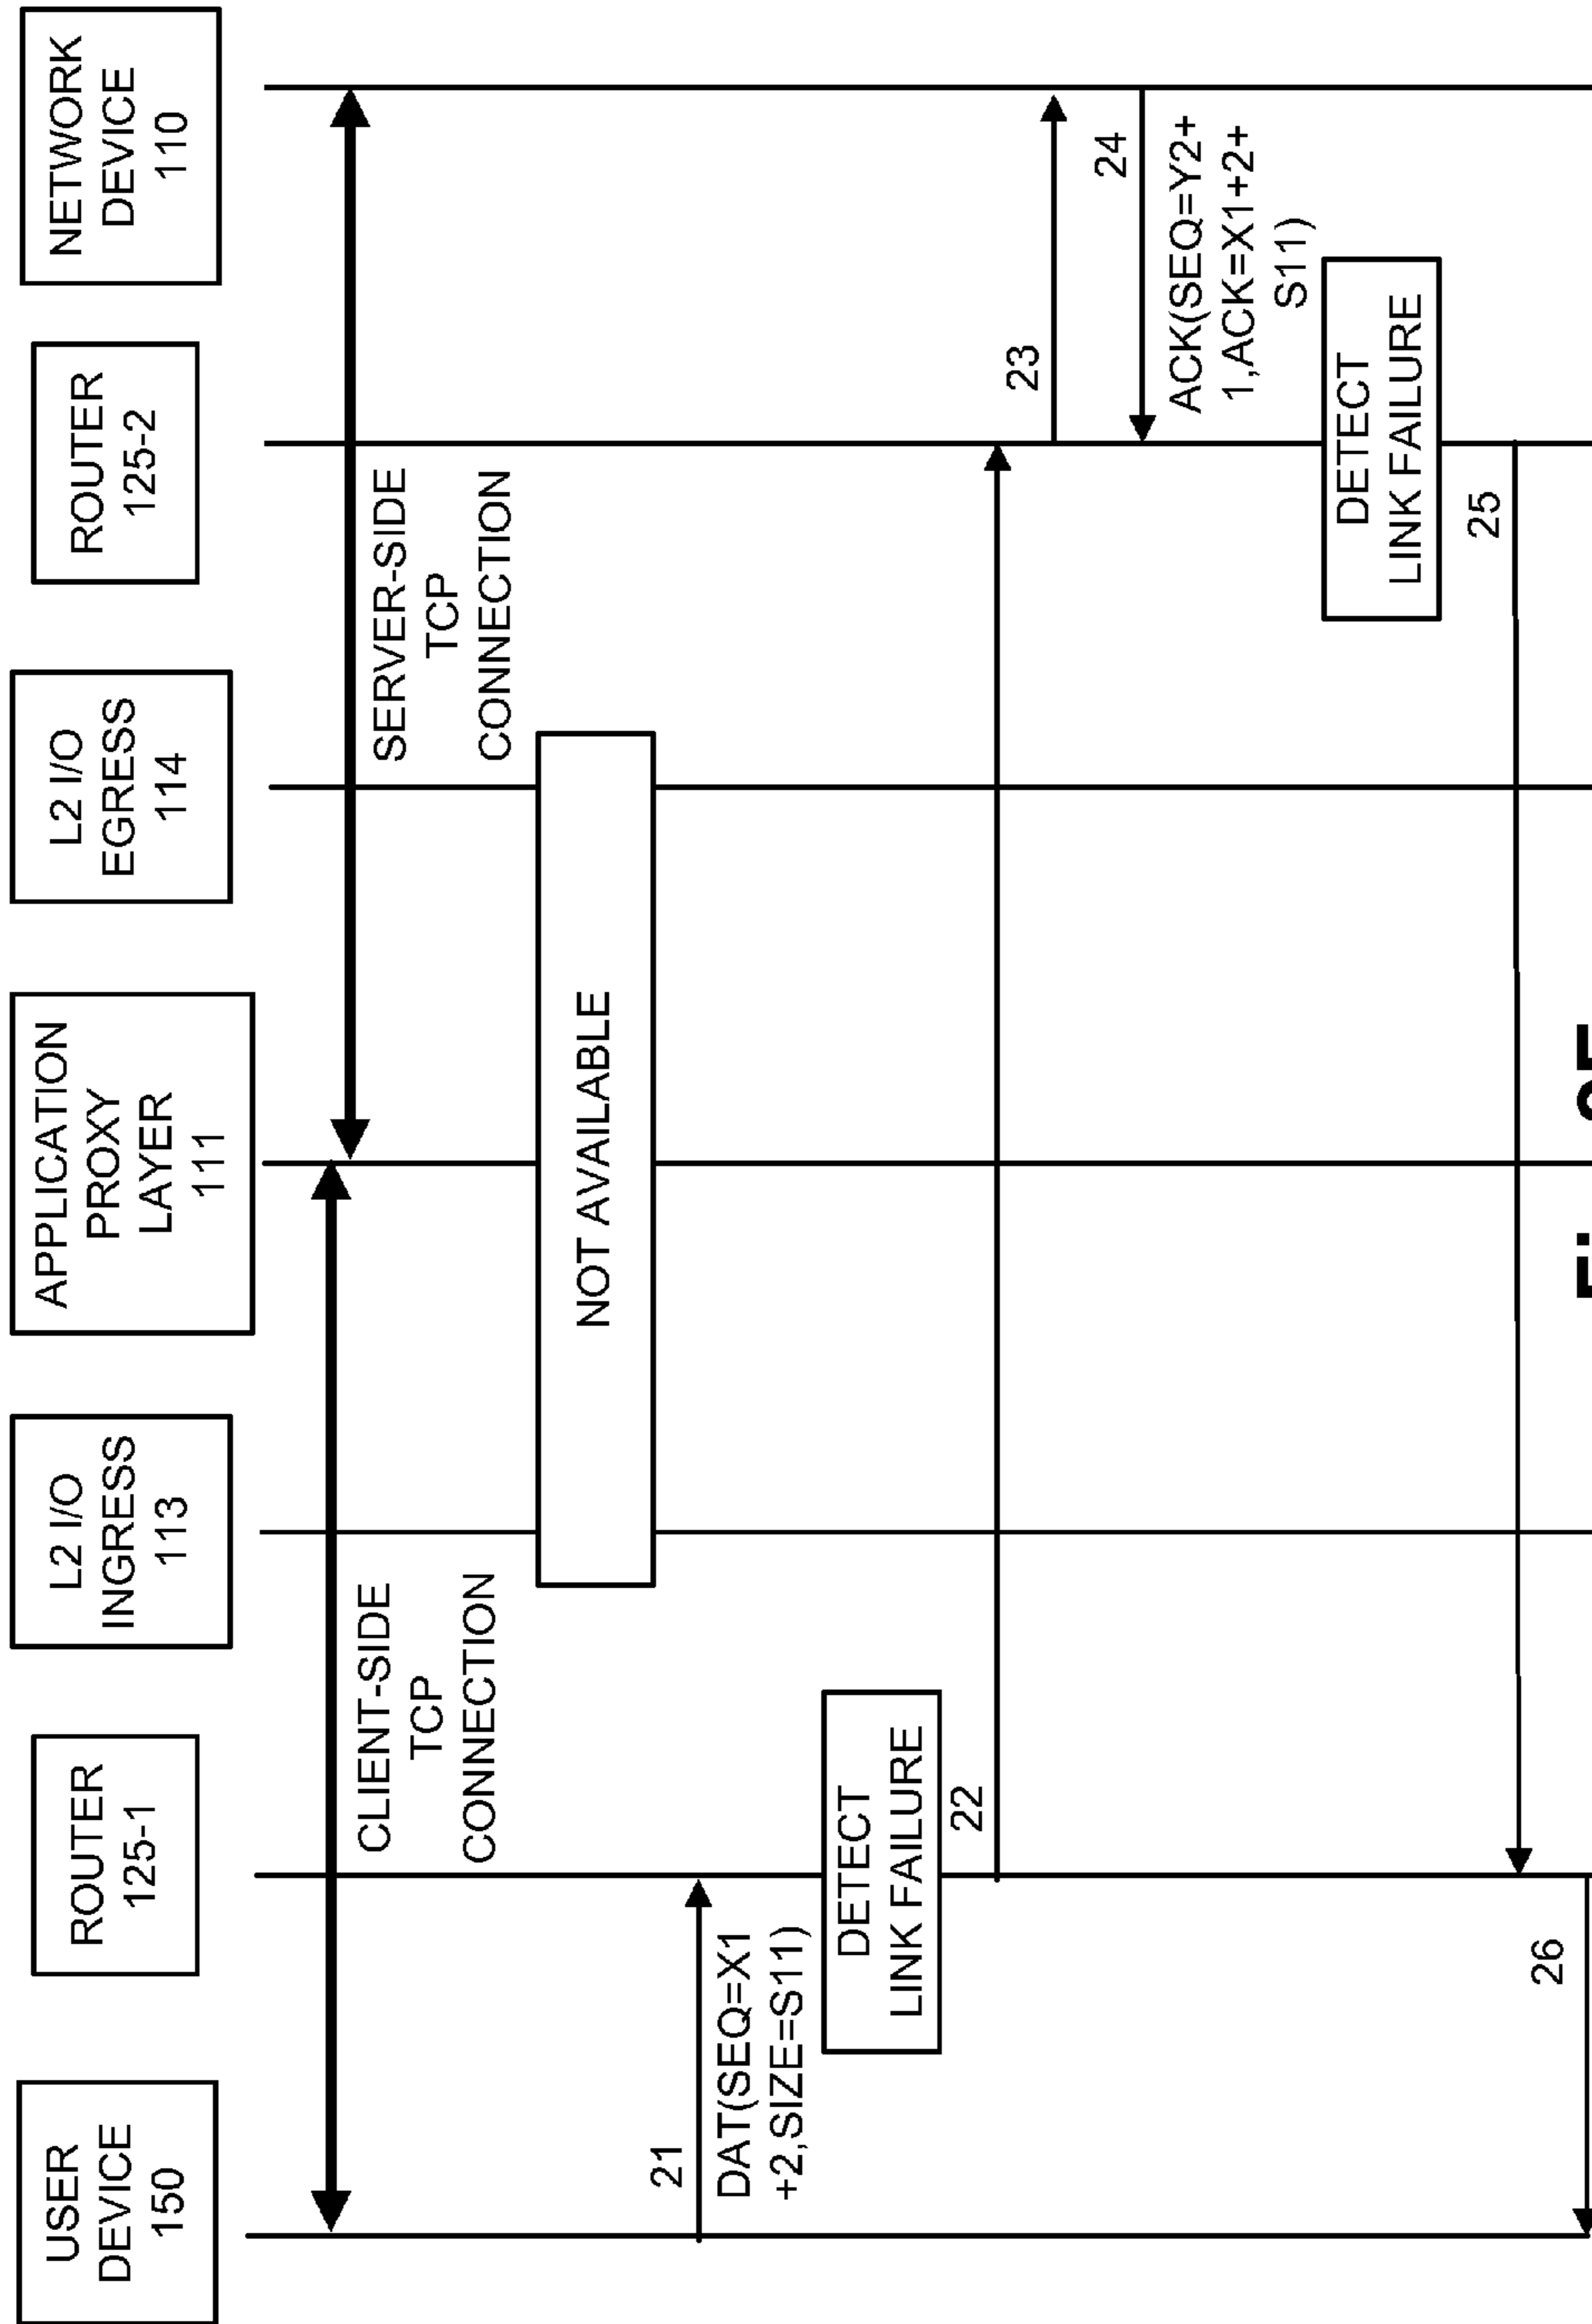 USER
DEVICE
150
ROUTER
125-1
L2 I/O
INGRESS
113
APPLICATION
PROXY
LAYER
111
L2 I/O
EGRESS
114
ROUTER
125-2
NETWORK
DEVICE
110
CLIENT-SIDE
TCP
CONNECTION
SERVER-SIDE
TCP
CONNECTION
NOT AVAILABLE
21
DAT(SEQ=X1
+2,SIZE=S11)
DETECT
LINK FAILURE
22
23
24
ACK(SEQ=Y2+
1,ACK=X1+2+
S11)
DETECT
LINK FAILURE
25
26